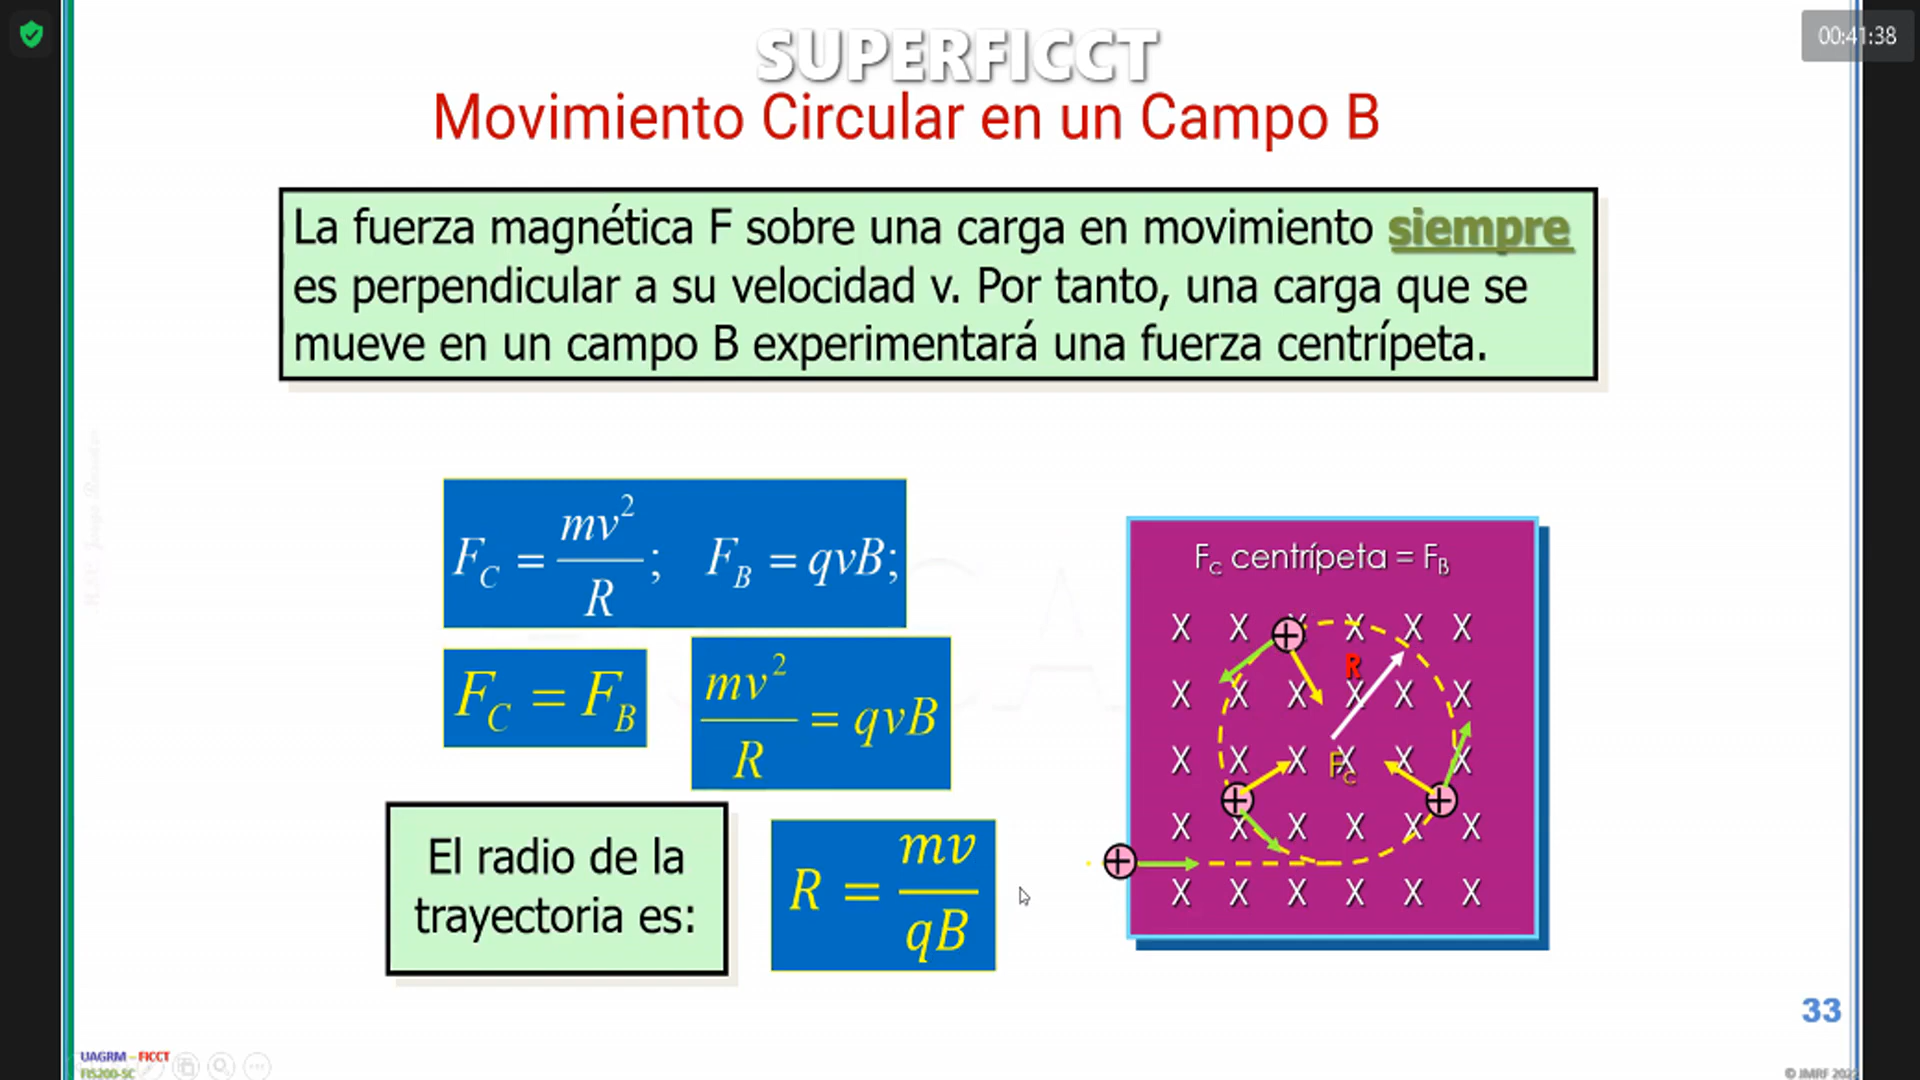 SUPERFICCT
00:41:38
Movimiento Circular en un Campo B
La fuerza magnética F sobre una carga en movimiento siempre
es perpendicular a su velocidad v. Por tanto, una carga que se
mueve en un campo B experimentará una fuerza centrípeta.
F_C = mv²/R; F_B = qvB;
F_C = F_B
mv²/R = qvB
El radio de la
trayectoria es:
R = mv/qB
F_C centrípeta = F_B
X X X X X X
R
X X X X X X
X X X X X X
F_C
X X X X X X
X X X X X X
33
UAGRM - FICCT
FIS200-SC
© JMRF 2022